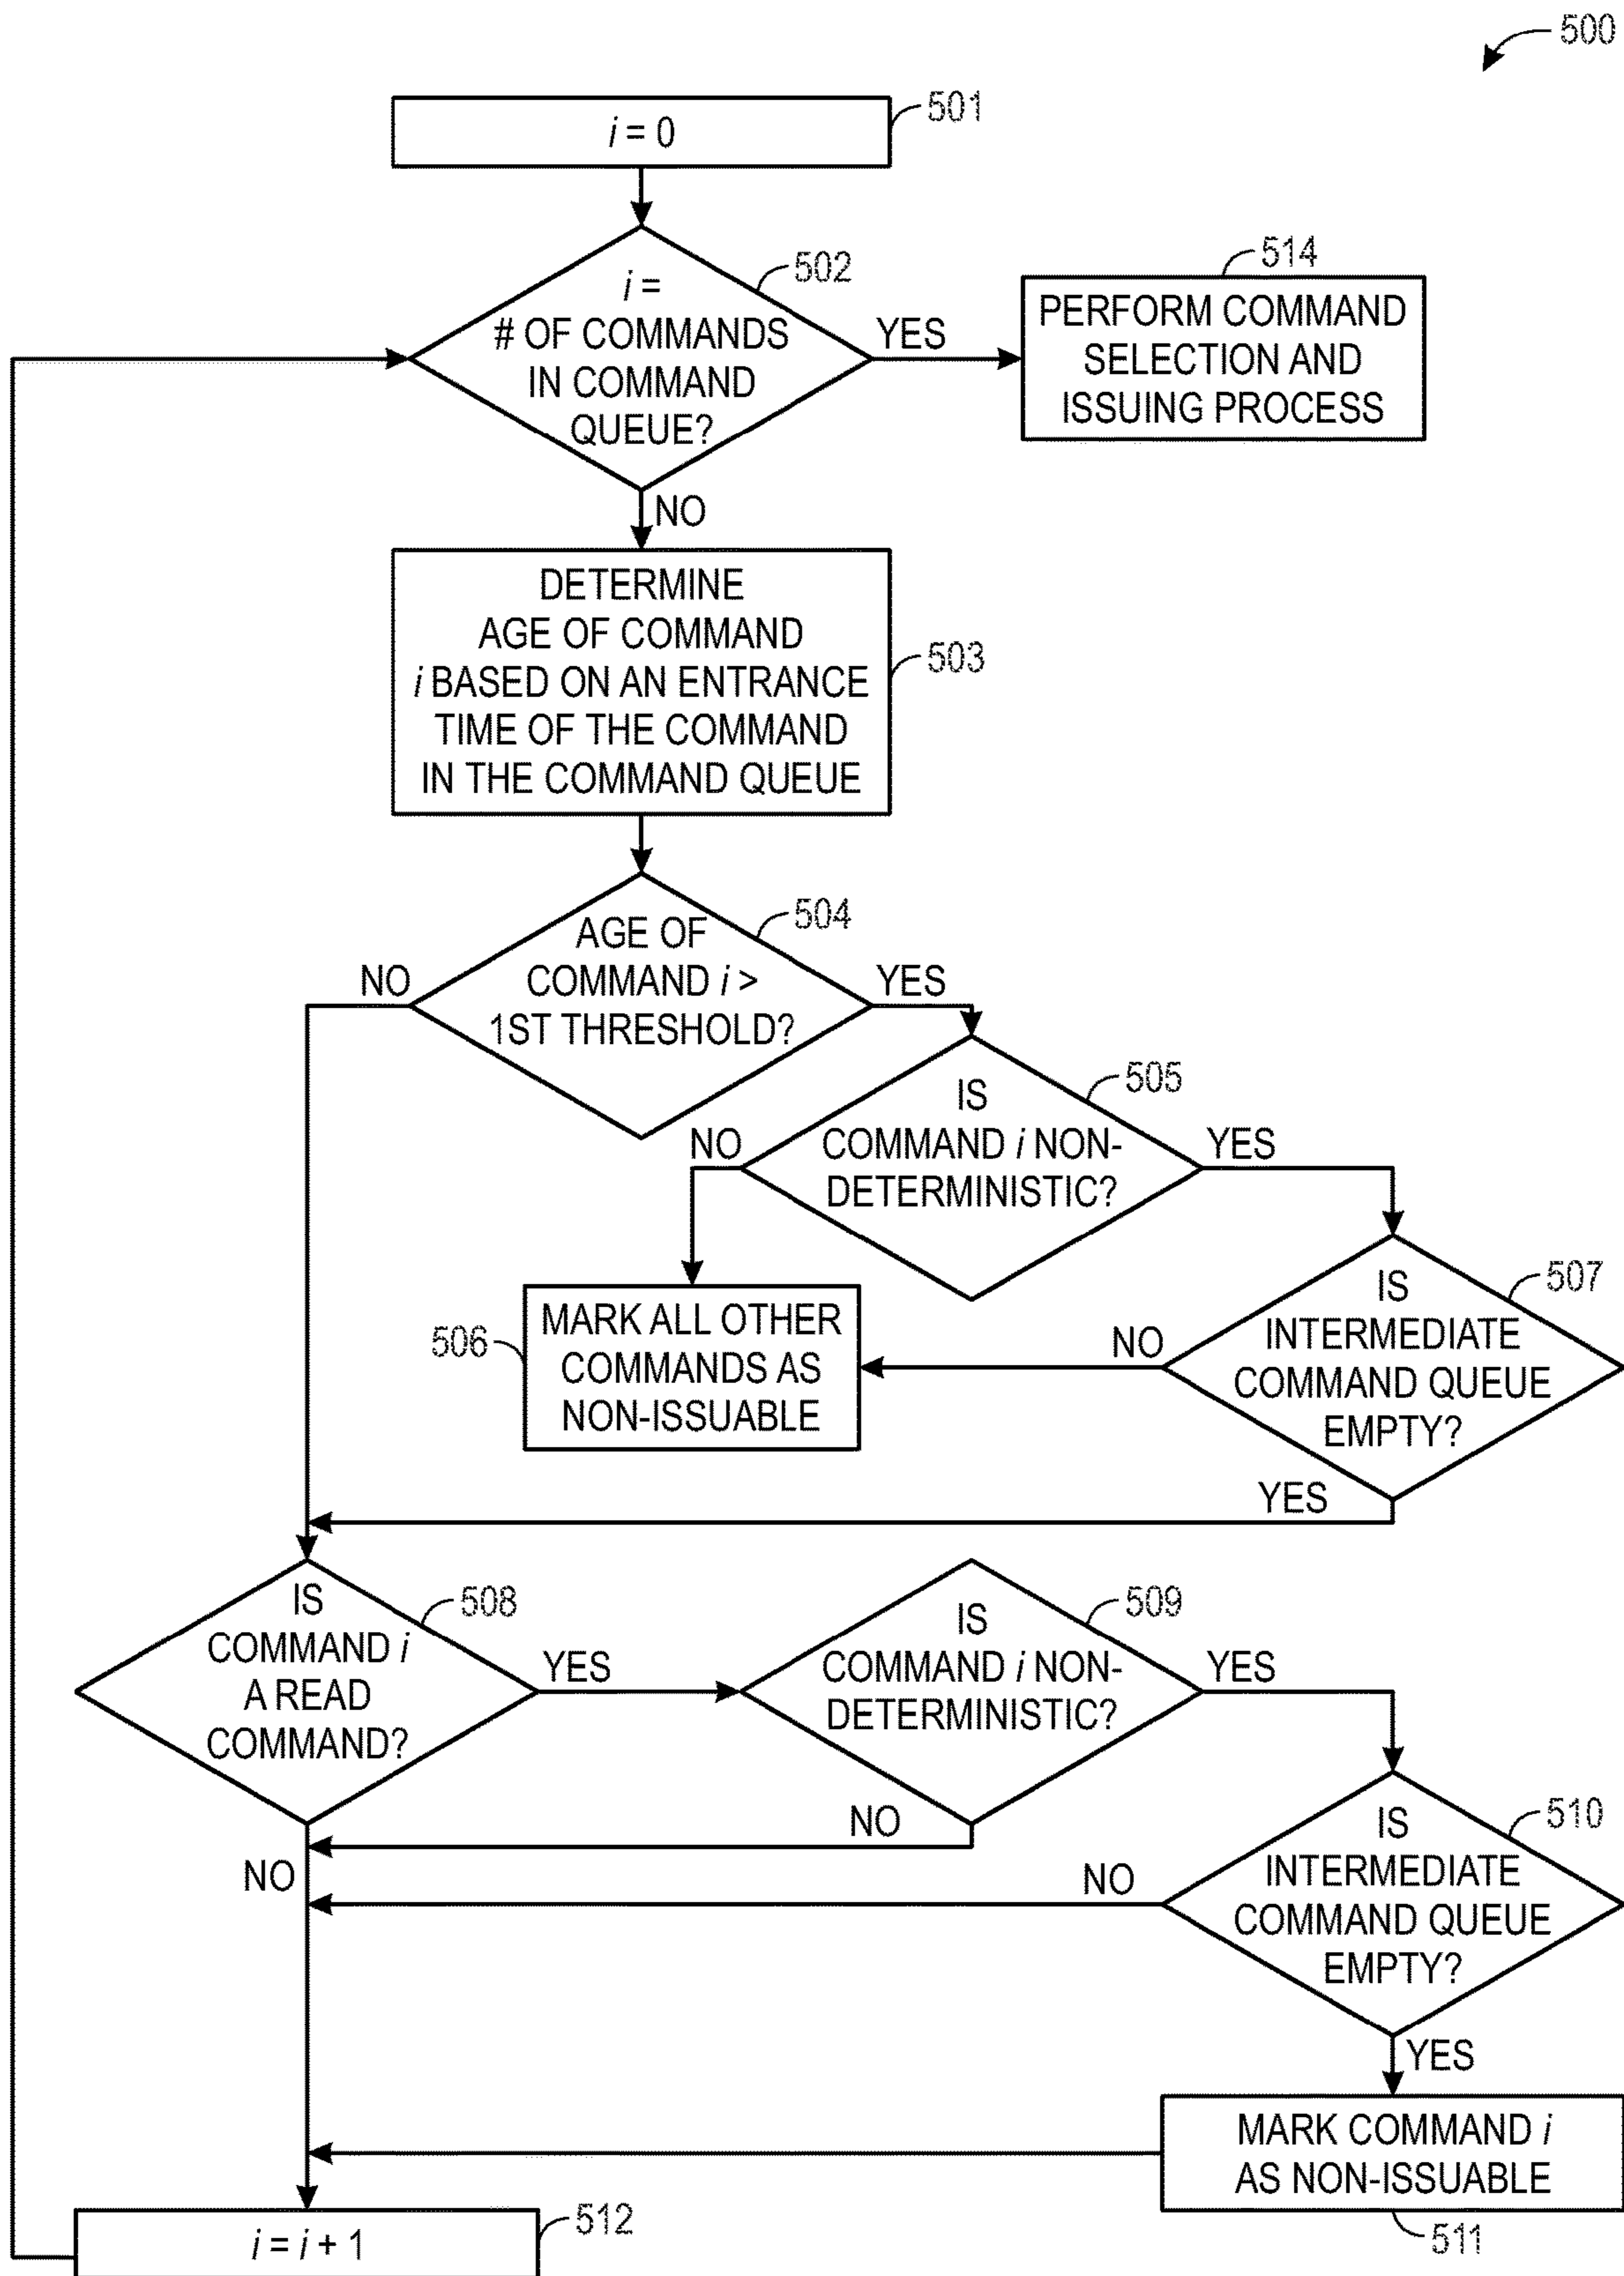 500
501
i = 0
502
i =
# OF COMMANDS
IN COMMAND
QUEUE?
YES
514
PERFORM COMMAND
SELECTION AND
ISSUING PROCESS
NO
DETERMINE
AGE OF COMMAND
i BASED ON AN ENTRANCE
TIME OF THE COMMAND
IN THE COMMAND QUEUE
503
504
AGE OF
COMMAND i >
1ST THRESHOLD?
NO
YES
505
IS
COMMAND i NON-
DETERMINISTIC?
NO
YES
506
MARK ALL OTHER
COMMANDS AS
NON-ISSUABLE
507
IS
INTERMEDIATE
COMMAND QUEUE
EMPTY?
NO
YES
508
IS
COMMAND i
A READ
COMMAND?
YES
NO
509
IS
COMMAND i NON-
DETERMINISTIC?
YES
NO
510
IS
INTERMEDIATE
COMMAND QUEUE
EMPTY?
NO
YES
MARK COMMAND i
AS NON-ISSUABLE
511
i = i + 1
512